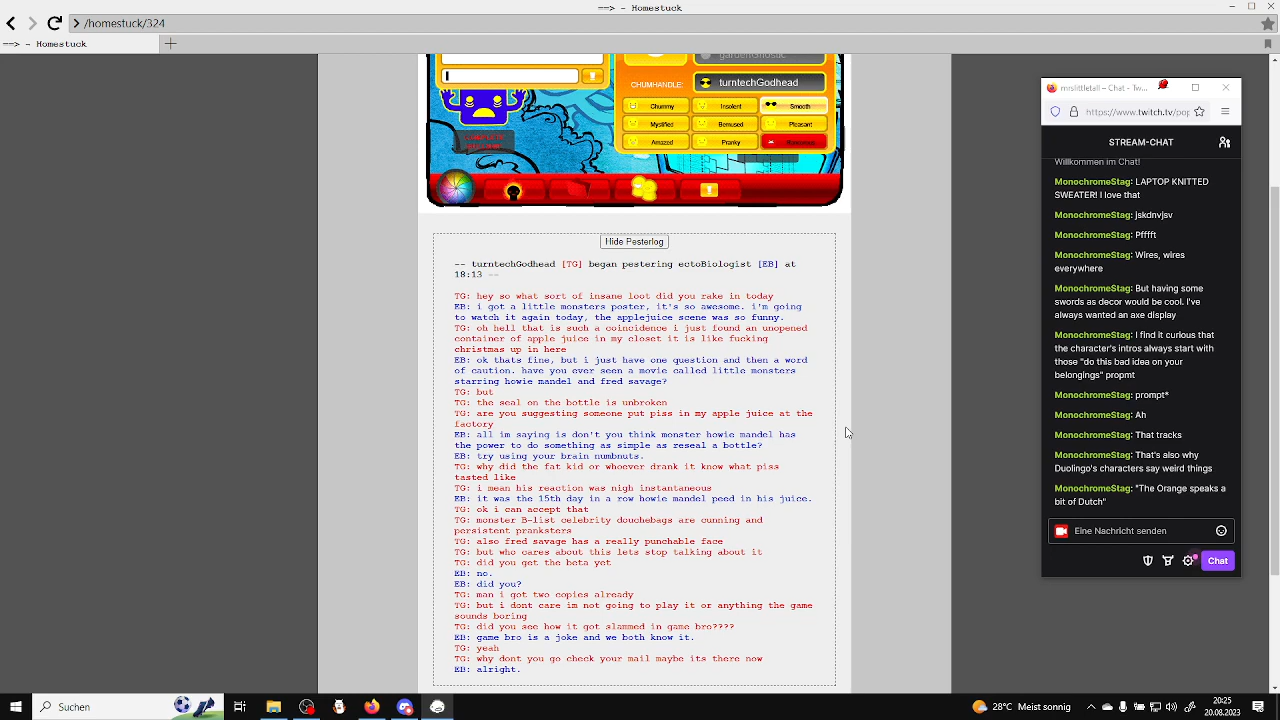 ==> - Homestuck
/homestuck/324
==> - Homestuck
gardenGnostic
CHUMHANDLE:
turntechGodhead
Chummy
Insolent
Smooth
Mystified
Bemused
Pleasant
Amazed
Pranky
Hide Pesterlog
-- turntechGodhead [TG] began pestering ectoBiologist [EB] at
18:13 --
TG: hey so what sort of insane loot did you rake in today
EB: i got a little monsters poster, it's so awesome. i'm going
to watch it again today, the applejuice scene was so funny.
TG: oh hell that is such a coincidence i just found an unopened
container of apple juice in my closet it is like fucking
christmas up in here
EB: ok thats fine, but i just have one question and then a word
of caution. have you ever seen a movie called little monsters
starring howie mandel and fred savage?
TG: but
TG: the seal on the bottle is unbroken
TG: are you suggesting someone put piss in my apple juice at the
factory
EB: all im saying is don't you think monster howie mandel has
the power to do something as simple as reseal a bottle?
EB: try using your brain numbnuts.
TG: why did the fat kid or whoever drank it know what piss
tasted like
TG: i mean his reaction was nigh instantaneous
EB: it was the 15th day in a row howie mandel peed in his juice.
TG: ok i can accept that
TG: monster B-list celebrity douchebags are cunning and
persistent pranksters
TG: also fred savage has a really punchable face
TG: but who cares about this lets stop talking about it
TG: did you get the beta yet
EB: no.
EB: did you?
TG: man i got two copies already
TG: but i dont care im not going to play it or anything the game
sounds boring
TG: did you see how it got slammed in game bro????
EB: game bro is a joke and we both know it.
TG: yeah
TG: why dont you go check your mail maybe its there now
EB: alright.
mrslittletall – Chat - Tw...
https://www.twitch.tv/pop
STREAM-CHAT
Willkommen im Chat!
MonochromeStag: LAPTOP KNITTED
SWEATER! I love that
MonochromeStag: jskdnvjsv
MonochromeStag: Pfffft
MonochromeStag: Wires, wires
everywhere
MonochromeStag: But having some
swords as decor would be cool. I've
always wanted an axe display
MonochromeStag: I find it curious that
the character's intros always start with
those "do this bad idea on your
belongings" propmt
MonochromeStag: prompt*
MonochromeStag: Ah
MonochromeStag: That tracks
MonochromeStag: That's also why
Duolingo's characters say weird things
MonochromeStag: "The Orange speaks a
bit of Dutch"
Eine Nachricht senden
Chat
Suchen
28°C Meist sonnig
20:25
20.08.2023